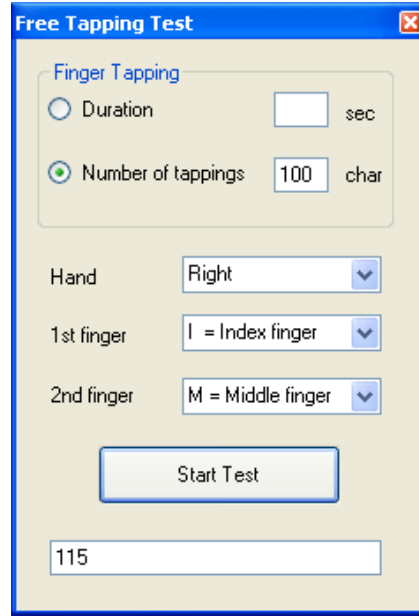 Free Tapping Test
Finger Tapping
Duration sec
Number of tappings 100 char
Hand Right
1st finger I = Index finger
2nd finger M = Middle finger
Start Test
115